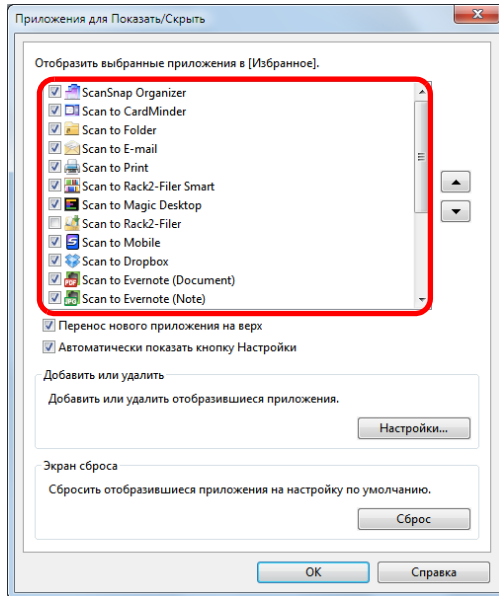 Приложения для Показать/Скрыть
Отобразить выбранные приложения в [Избранное].
ScanSnap Organizer
Scan to CardMinder
Scan to Folder
Scan to E-mail
Scan to Print
Scan to Rack2-Filer Smart
Scan to Magic Desktop
Scan to Rack2-Filer
Scan to Mobile
Scan to Dropbox
Scan to Evernote (Document)
Scan to Evernote (Note)
Перенос нового приложения на верх
Автоматически показать кнопку Настройки
Добавить или удалить
Добавить или удалить отобразившиеся приложения.
Настройки...
Экран сброса
Сбросить отобразившиеся приложения на настройку по умолчанию.
Сброс
OK
Справка